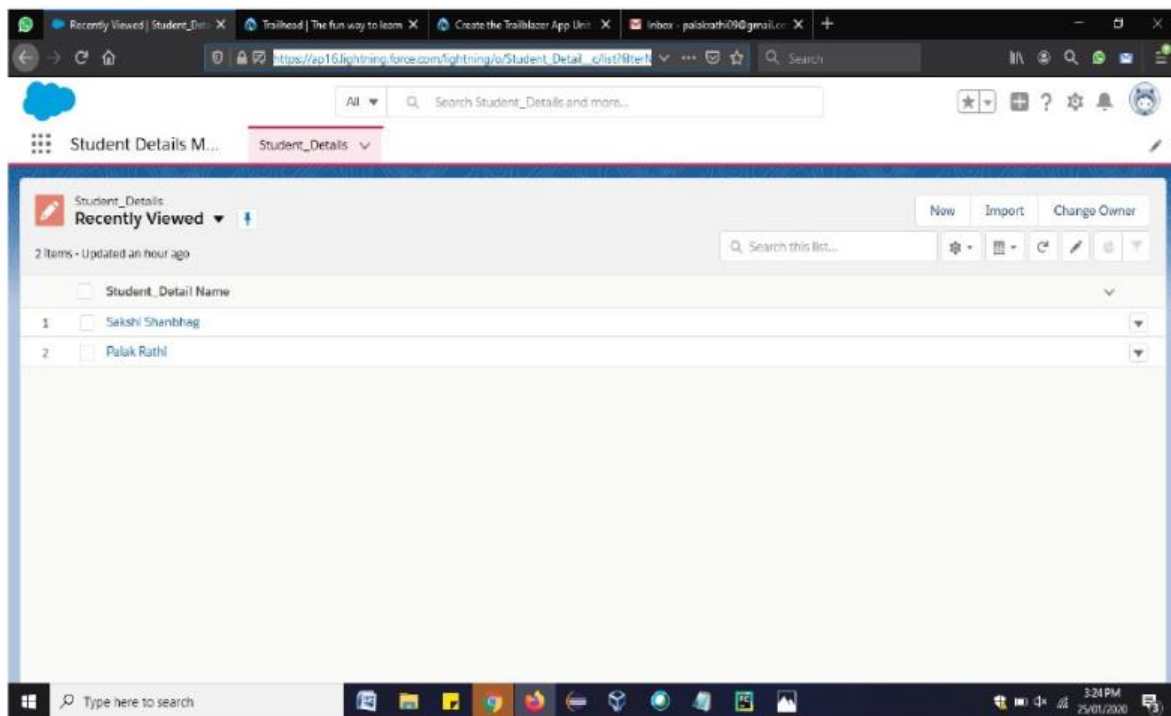 Recently Viewed | Student_Det
Trailhead | The fun way to learn
Create the Trailblazer App Unit
Inbox - palakrathi09@gmail.co
https://ap16.lightning.force.com/lightning/o/Student_Detail__c/list?filterN
Search
All
Search Student_Details and more...
Student Details M...
Student_Details
Student_Details
Recently Viewed
New
Import
Change Owner
2 items - Updated an hour ago
Search this list...
Student_Detail Name
1 Sakshi Shanbhag
2 Palak Rathi
Type here to search
3:24 PM
25/01/2020
3